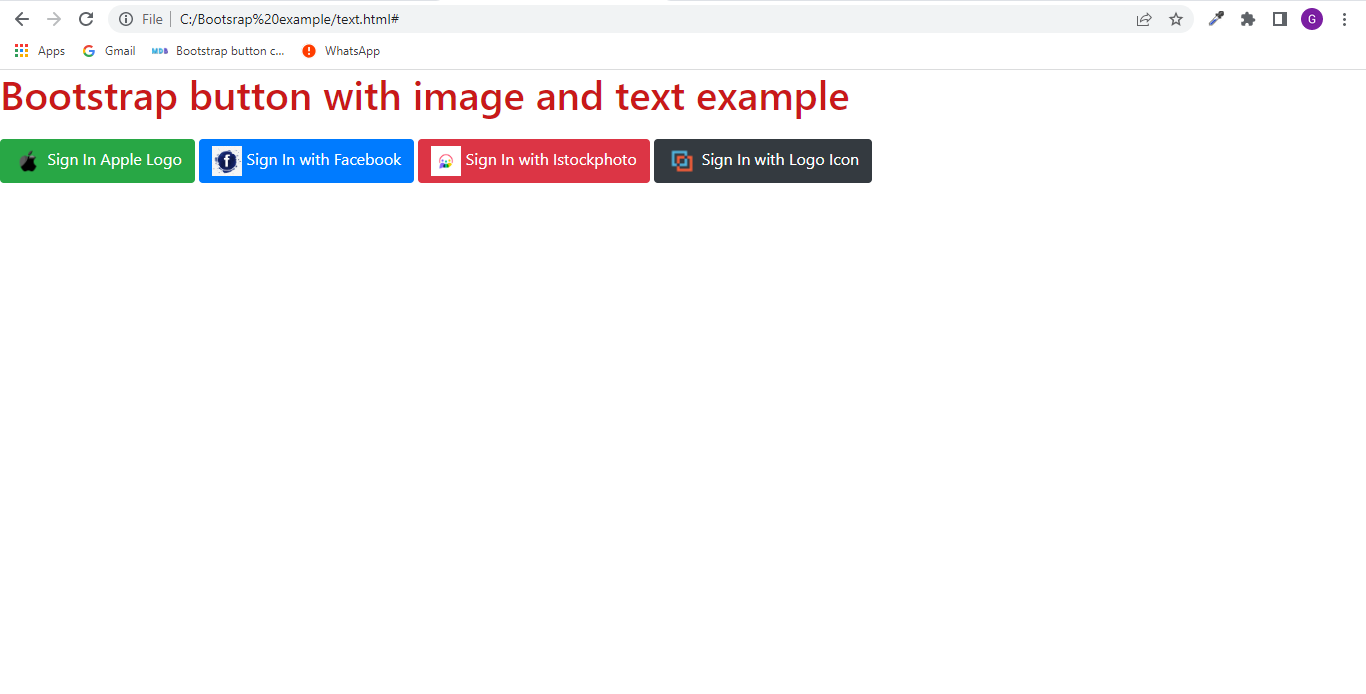 File C:/Bootsrap%20example/text.html# G
Apps Gmail MDB Bootstrap button c... WhatsApp
Bootstrap button with image and text example
Sign In Apple Logo f Sign In with Facebook Sign In with Istockphoto Sign In with Logo Icon